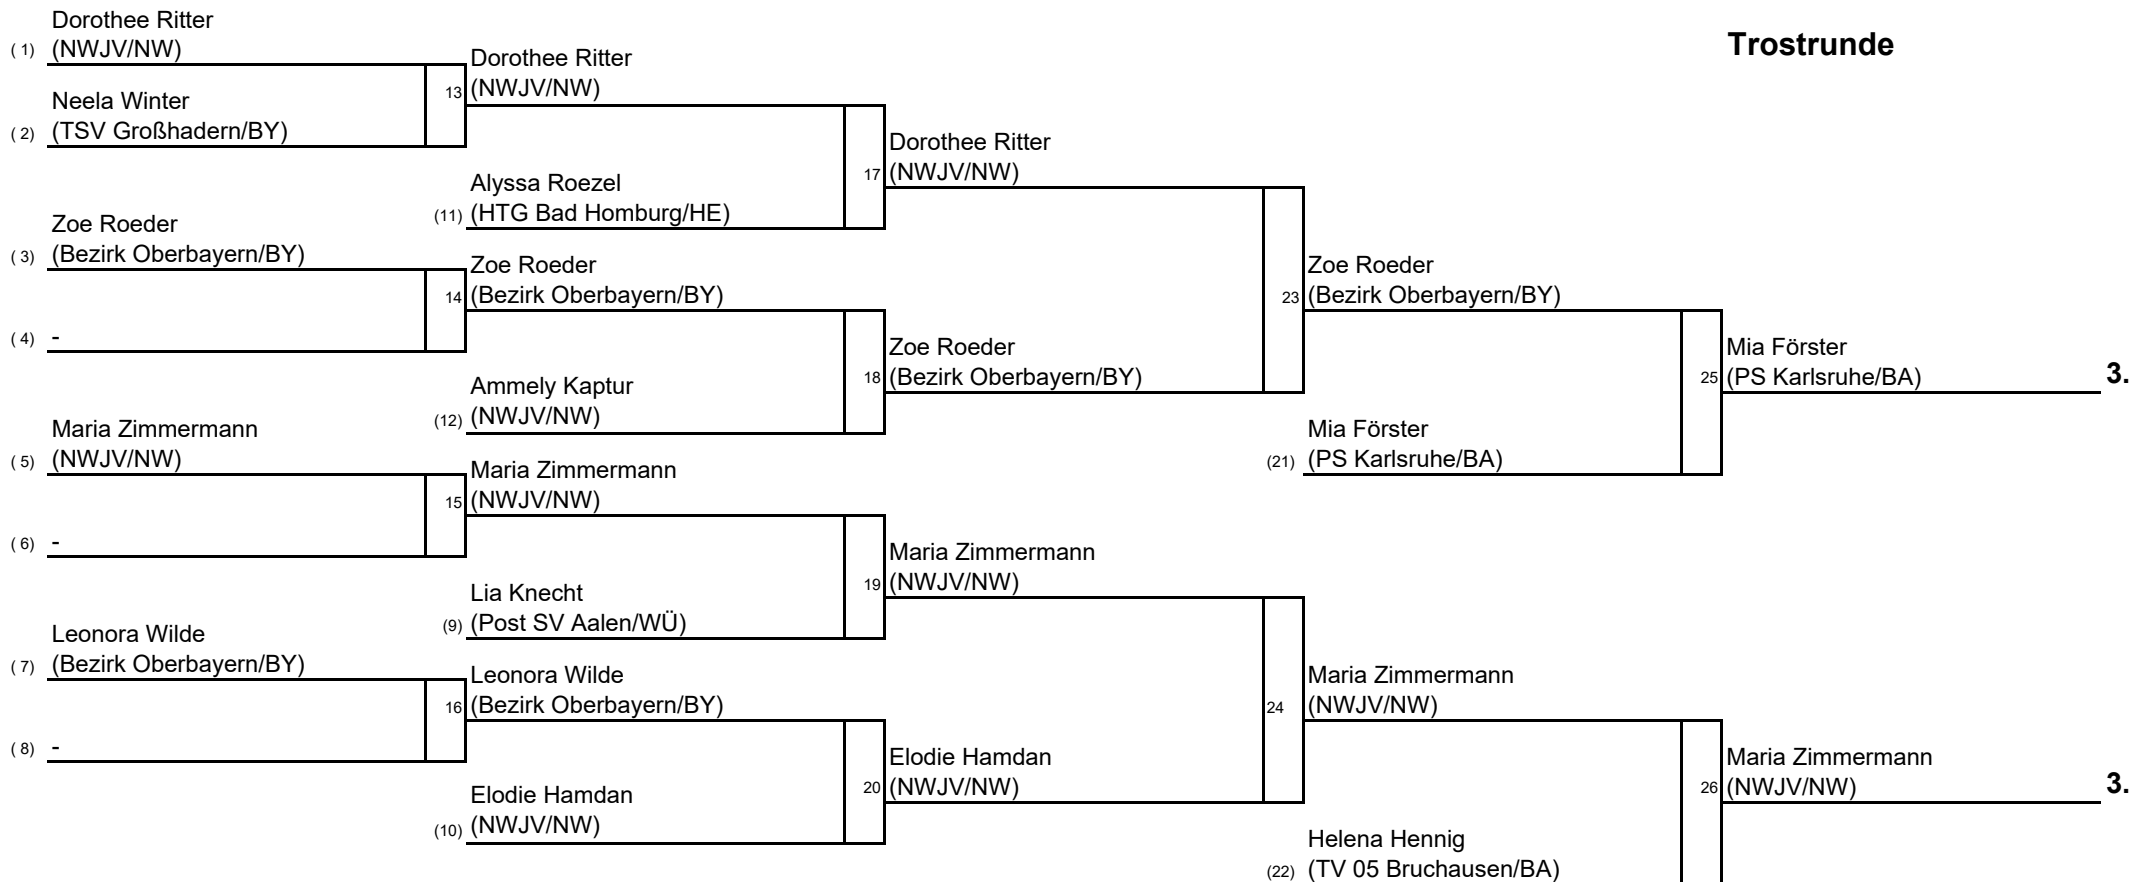 Trostrunde
Dorothee Ritter
( 1) (NWJV/NW)
Neela Winter
( 2) (TSV Großhadern/BY)
Zoe Roeder
( 3) (Bezirk Oberbayern/BY)
( 4) -
Maria Zimmermann
( 5) (NWJV/NW)
( 6) -
Leonora Wilde
( 7) (Bezirk Oberbayern/BY)
( 8) -
Dorothee Ritter
13 (NWJV/NW)
Alyssa Roezel
(11) (HTG Bad Homburg/HE)
Zoe Roeder
14 (Bezirk Oberbayern/BY)
Ammely Kaptur
(12) (NWJV/NW)
Maria Zimmermann
15 (NWJV/NW)
Lia Knecht
(9) (Post SV Aalen/WÜ)
Leonora Wilde
16 (Bezirk Oberbayern/BY)
Elodie Hamdan
(10) (NWJV/NW)
Dorothee Ritter
17 (NWJV/NW)
Zoe Roeder
18 (Bezirk Oberbayern/BY)
Maria Zimmermann
19 (NWJV/NW)
Elodie Hamdan
20 (NWJV/NW)
Zoe Roeder
23 (Bezirk Oberbayern/BY)
Mia Förster
(21) (PS Karlsruhe/BA)
Maria Zimmermann
24 (NWJV/NW)
Helena Hennig
(22) (TV 05 Bruchausen/BA)
Mia Förster
25 (PS Karlsruhe/BA) 3.
Maria Zimmermann
26 (NWJV/NW) 3.